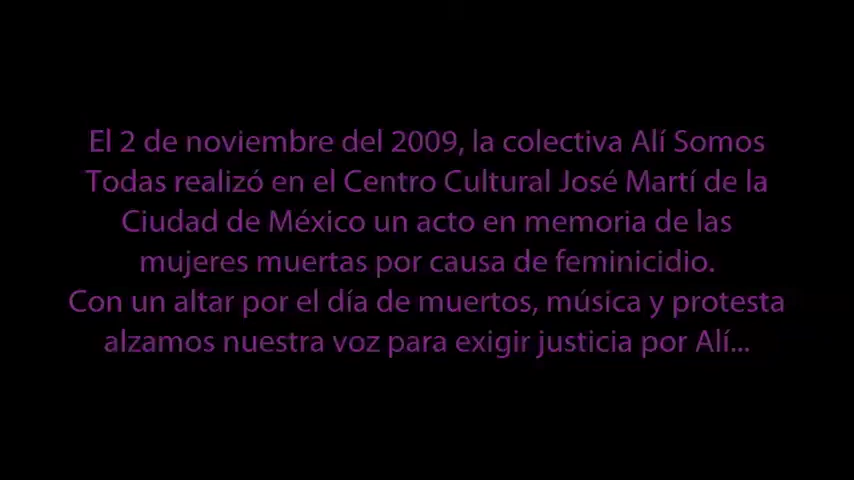 El 2 de noviembre del 2009, la colectiva Alí Somos
Todas realizó en el Centro Cultural José Martí de la
Ciudad de México un acto en memoria de las
mujeres muertas por causa de feminicidio.
Con un altar por el día de muertos, música y protesta
alzamos nuestra voz para exigir justicia por Alí...